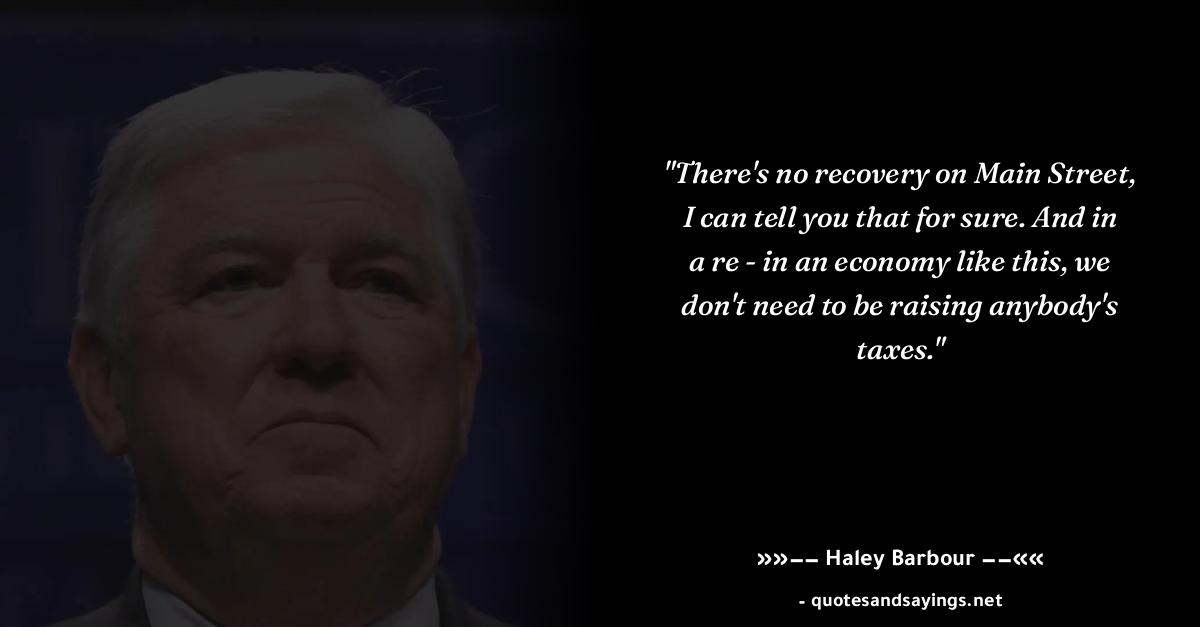 "There's no recovery on Main Street,
I can tell you that for sure. And in
a re - in an economy like this, we
don't need to be raising anybody's
taxes."
»»–– Haley Barbour ––««
- quotesandsayings.net